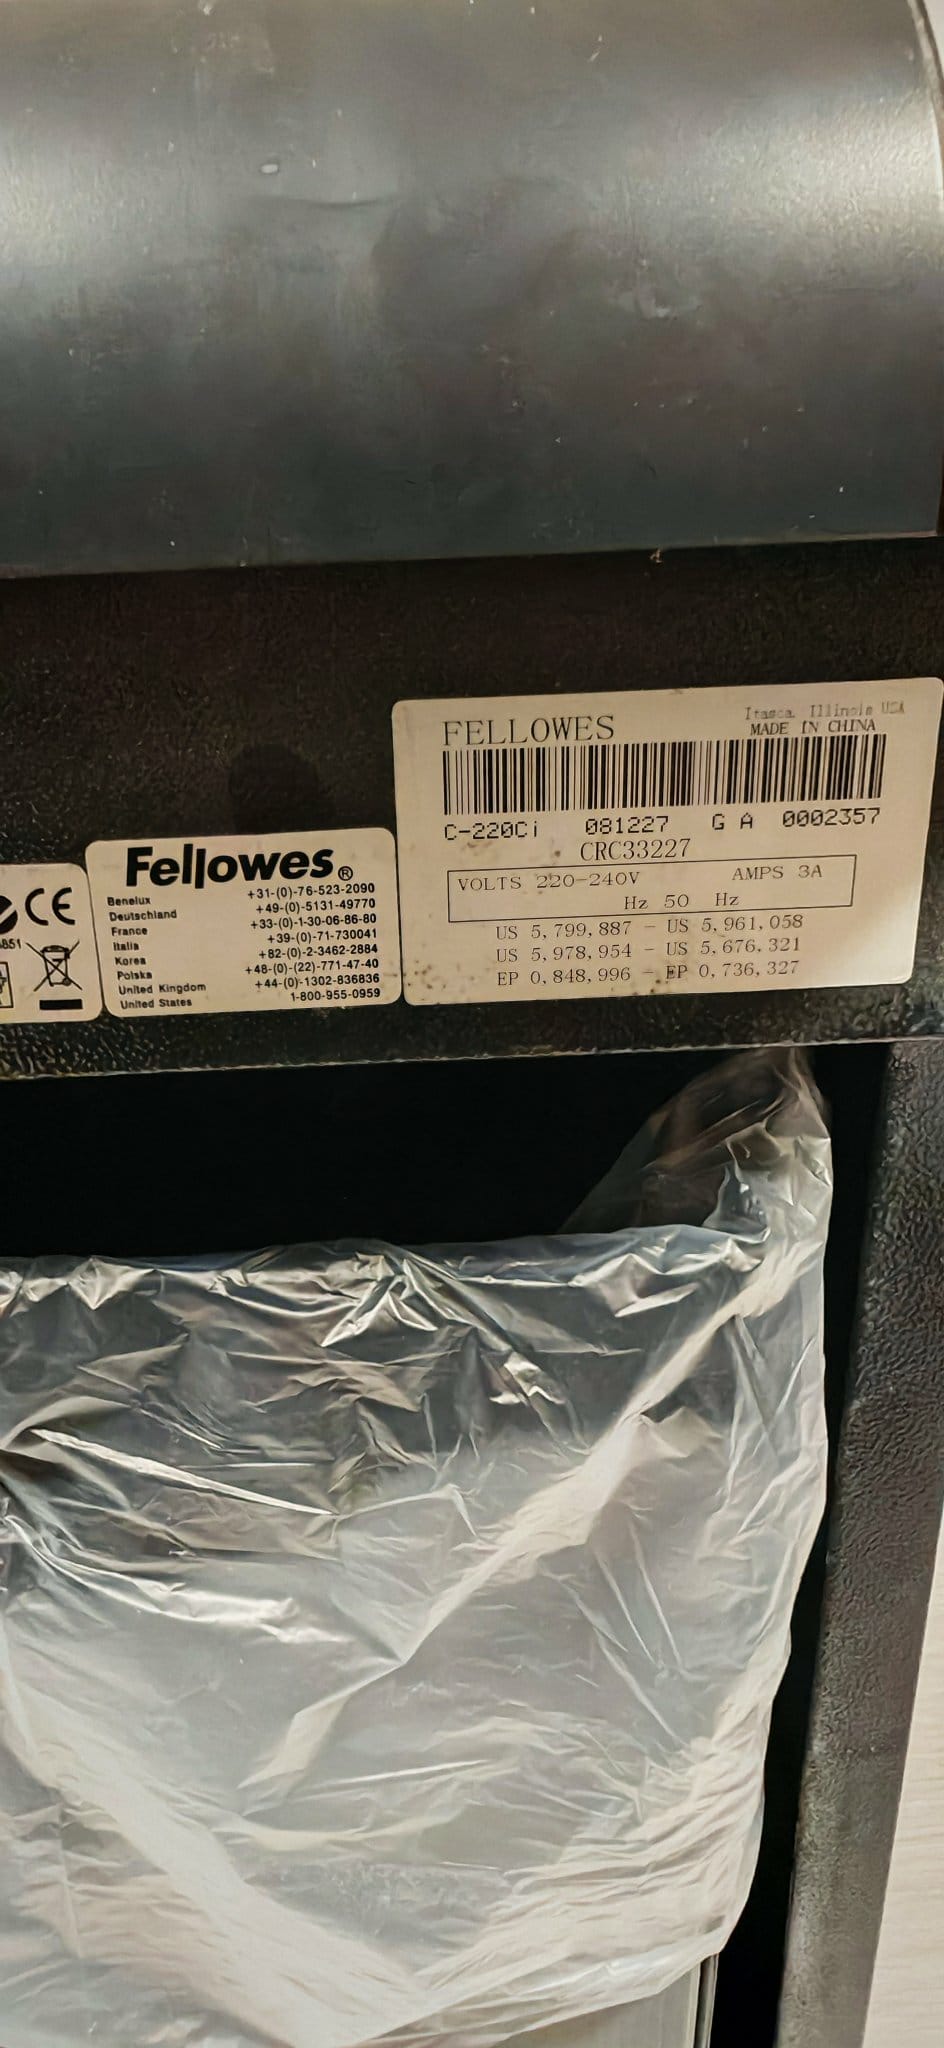 FELLOWES
Itasca, Illinois USA
MADE IN CHINA
C-220Ci 081227 G A 0002357
CRC33227
VOLTS 220-240V AMPS 3A
Hz 50 Hz
US 5,799,887 - US 5,961,058
US 5,978,954 - US 5,676,321
EP 0,848,996 - EP 0,736,327
Fellowes®
Benelux +31-(0)-76-523-2090
Deutschland +49-(0)-5131-49770
France +33-(0)-1-30-06-86-80
Italia +39-(0)-71-730041
Korea +82-(0)-2-3462-2884
Polska +48-(0)-(22)-771-47-40
United Kingdom +44-(0)-1302-836836
United States 1-800-955-0959
CE
851